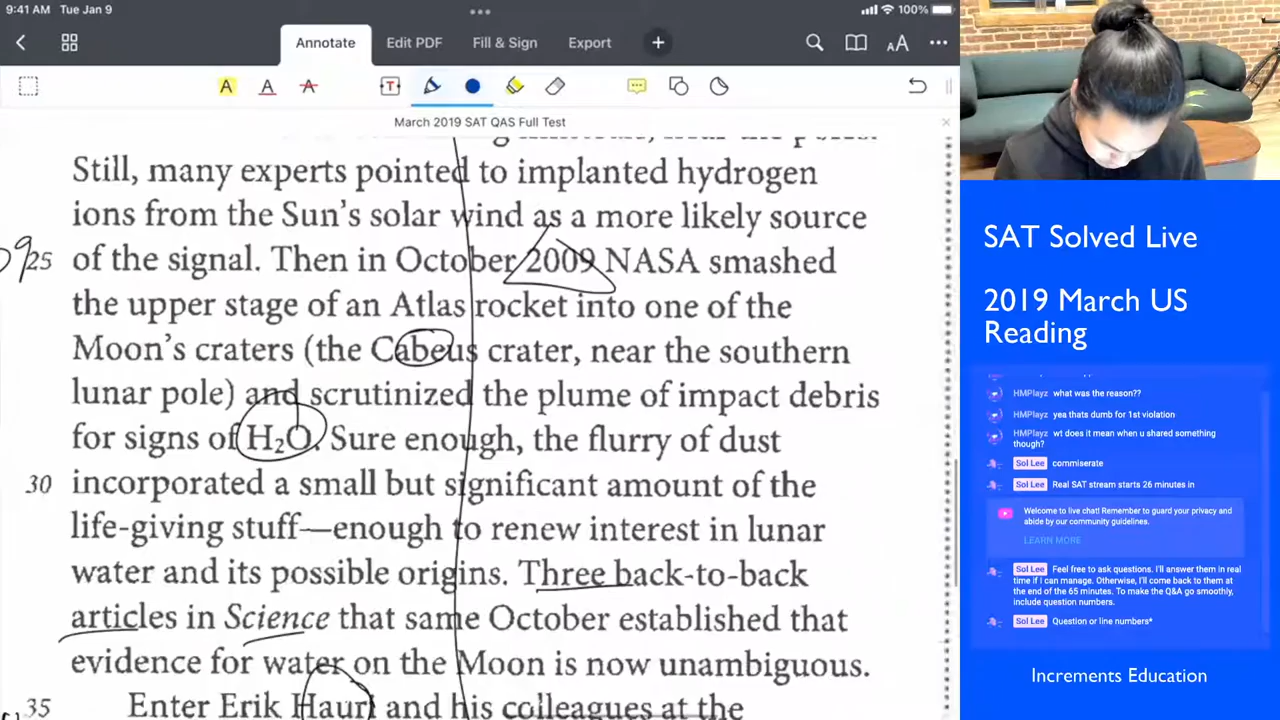 9:41 AM Tue Jan 9
100%
Annotate
Edit PDF
Fill & Sign
Export
A
A
A
T
AA
March 2019 SAT QAS Full Test
Still, many experts pointed to implanted hydrogen
ions from the Sun's solar wind as a more likely source
25 of the signal. Then in October 2009 NASA smashed
the upper stage of an Atlas rocket into one of the
Moon's craters (the Cabeus crater, near the southern
lunar pole) and scrutinized the plume of impact debris
for signs of H₂O. Sure enough, the flurry of dust
30 incorporated a small but significant amount of the
life-giving stuff—enough to renew interest in lunar
water and its possible origins. Three back-to-back
articles in Science that same October established that
evidence for water on the Moon is now unambiguous.
35 Enter Erik Hauri and his colleagues at the
SAT Solved Live
2019 March US
Reading
HMPlayz what was the reason??
HMPlayz yea thats dumb for 1st violation
HMPlayz wt does it mean when u shared something
though?
Sol Lee commiserate
Sol Lee Real SAT stream starts 26 minutes in
Welcome to live chat! Remember to guard your privacy and
abide by our community guidelines.
LEARN MORE
Sol Lee Feel free to ask questions. I'll answer them in real
time if I can manage. Otherwise, I'll come back to them at
the end of the 65 minutes. To make the Q&A go smoothly,
include question numbers.
Sol Lee Question or line numbers*
Increments Education